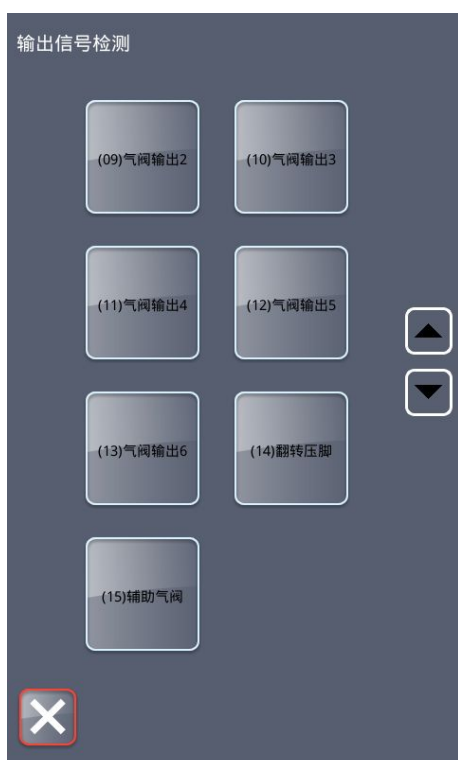 输出信号检测
(09)气阀输出2
(10)气阀输出3
(11)气阀输出4
(12)气阀输出5
(13)气阀输出6
(14)翻转压脚
(15)辅助气阀